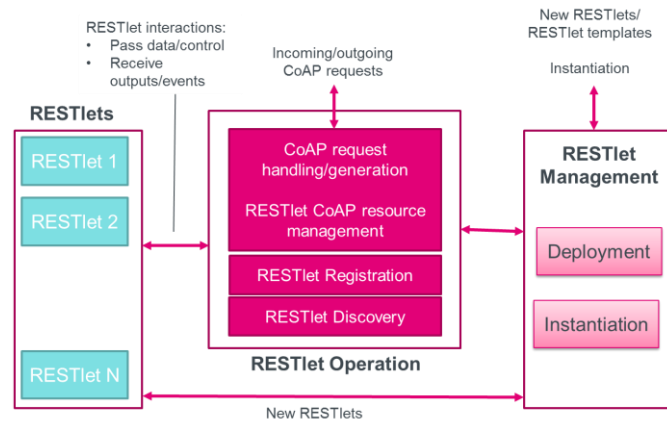 RESTlet interactions:
• Pass data/control
• Receive
outputs/events
Incoming/outgoing
CoAP requests
New RESTlets/
RESTlet templates
Instantiation
RESTlets
RESTlet 1
RESTlet 2
RESTlet N
CoAP request
handling/generation
RESTlet CoAP resource
management
RESTlet Registration
RESTlet Discovery
RESTlet Operation
RESTlet
Management
Deployment
Instantiation
New RESTlets